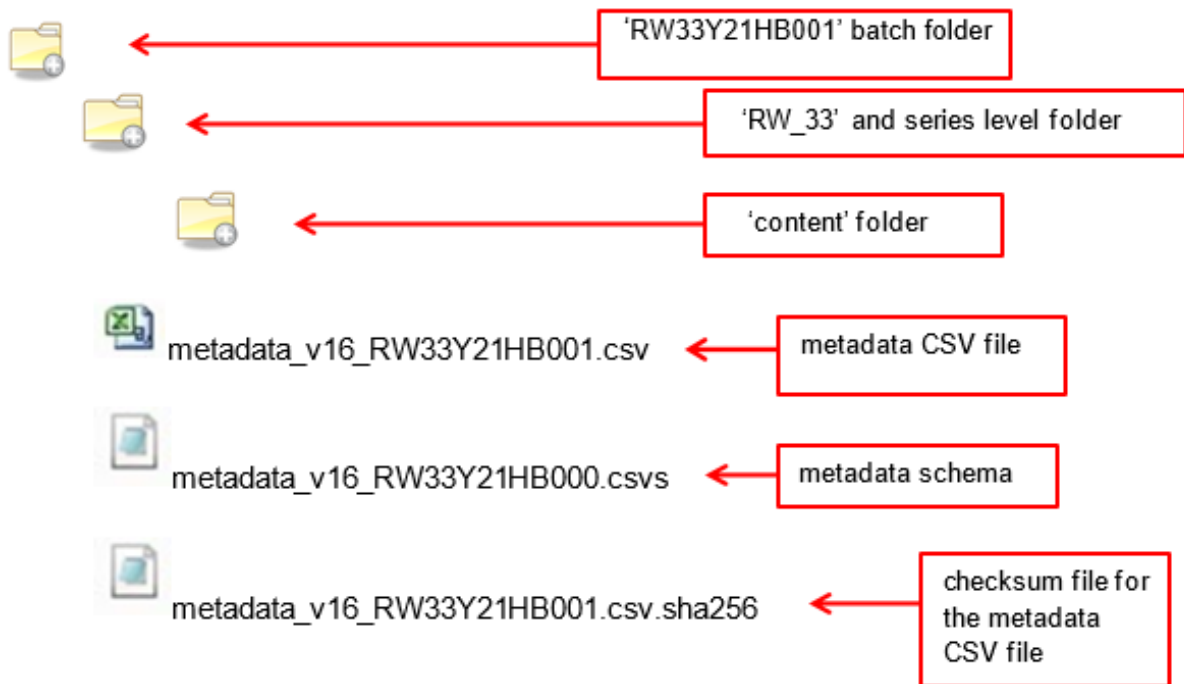 ‘RW33Y21HB001’ batch folder
‘RW_33’ and series level folder
‘content’ folder
metadata_v16_RW33Y21HB001.csv
metadata CSV file
metadata_v16_RW33Y21HB000.csvs
metadata schema
metadata_v16_RW33Y21HB001.csv.sha256
checksum file for
the metadata
CSV file